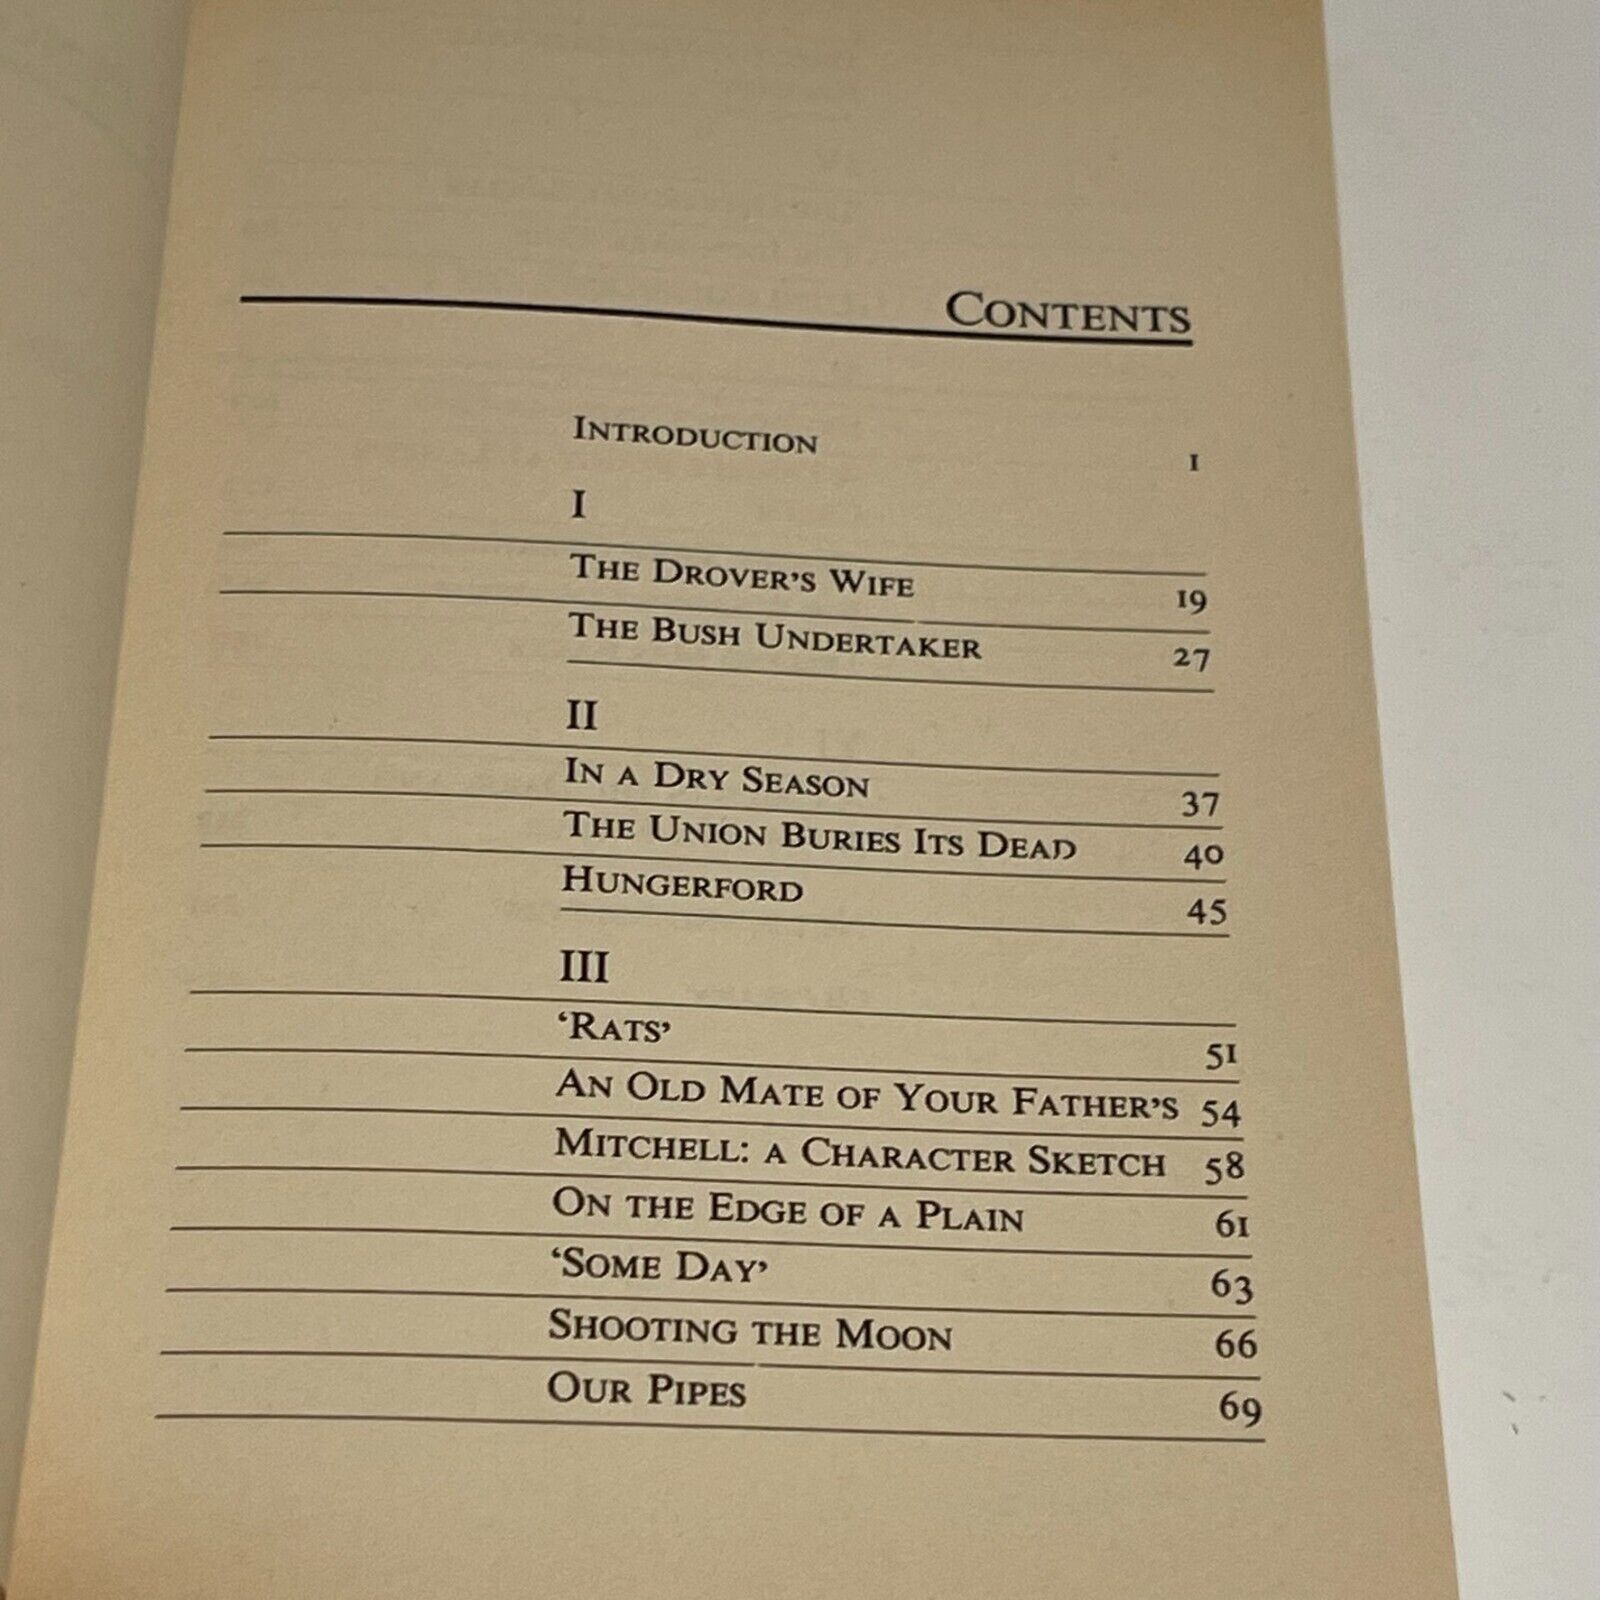 CONTENTS
INTRODUCTION 1
I
THE DROVER'S WIFE 19
THE BUSH UNDERTAKER 27
II
IN A DRY SEASON 37
THE UNION BURIES ITS DEAD 40
HUNGERFORD 45
III
‘RATS’ 51
AN OLD MATE OF YOUR FATHER'S 54
MITCHELL: A CHARACTER SKETCH 58
ON THE EDGE OF A PLAIN 61
‘SOME DAY’ 63
SHOOTING THE MOON 66
OUR PIPES 69